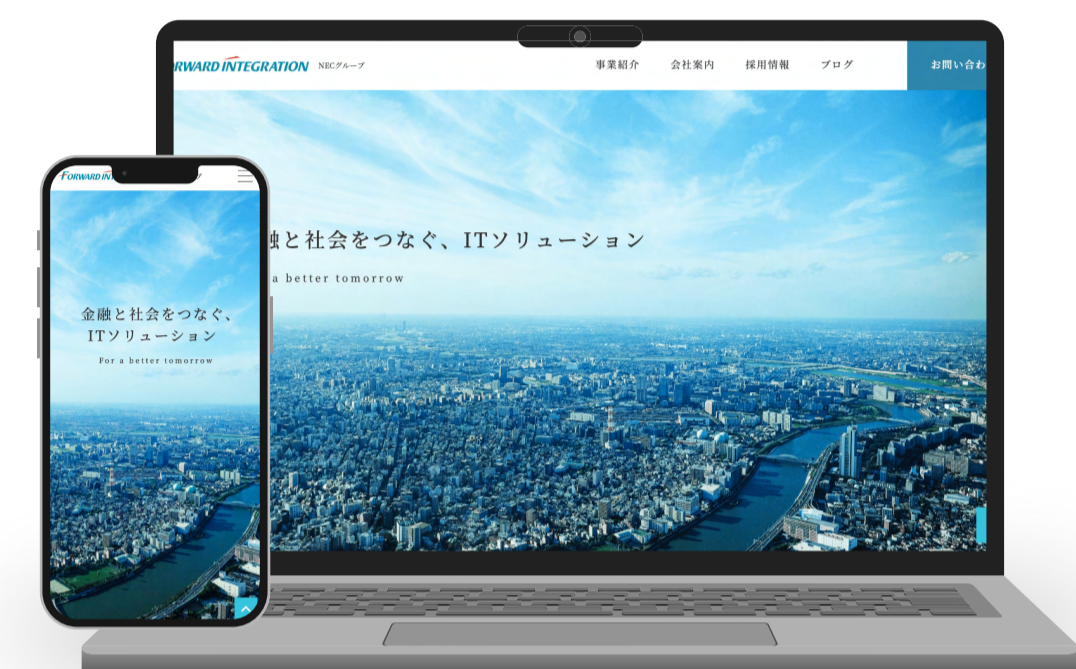 RWARD INTEGRATION NECグループ 事業紹介 会社案内 採用情報 ブログ お問い合わ
融と社会をつなぐ、ITソリューション
a better tomorrow
FORWARD IN
金融と社会をつなぐ、
ITソリューション
For a better tomorrow